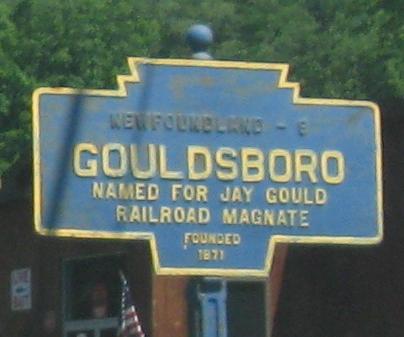 NEWFOUNDLAND - 8
GOULDSBORO
NAMED FOR JAY GOULD
RAILROAD MAGNATE
FOUNDED
1871